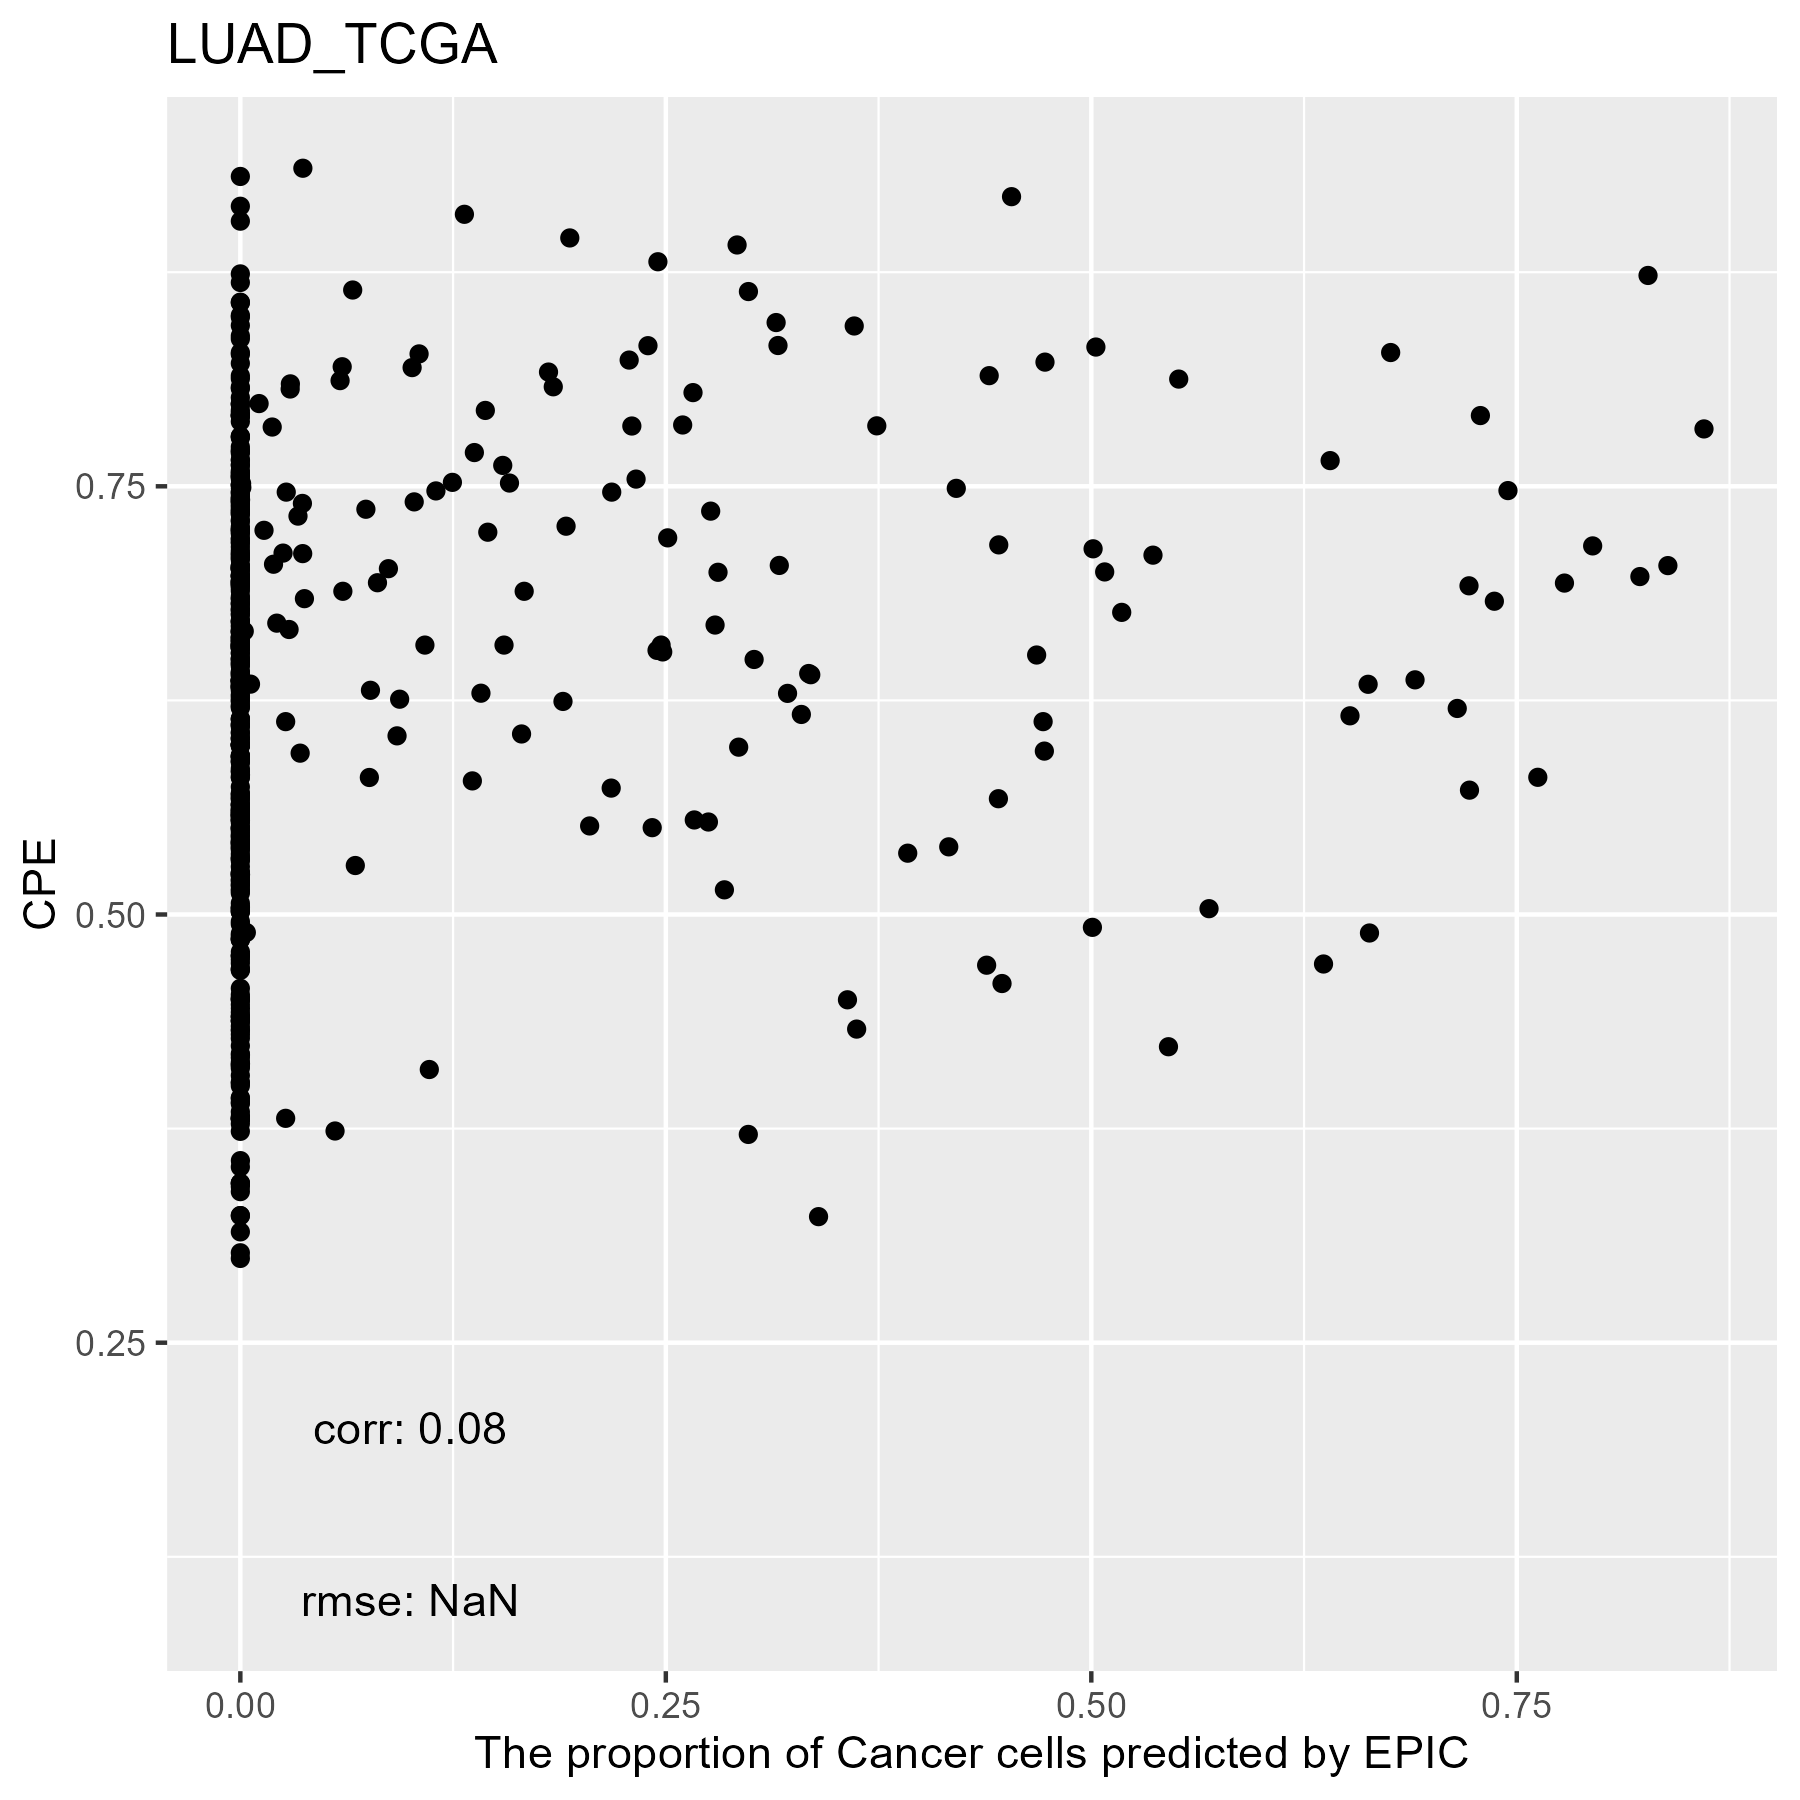 LUAD_TCGA
CPE
0.75
0.50
0.25
corr: 0.08
rmse: NaN
0.00 0.25 0.50 0.75
The proportion of Cancer cells predicted by EPIC